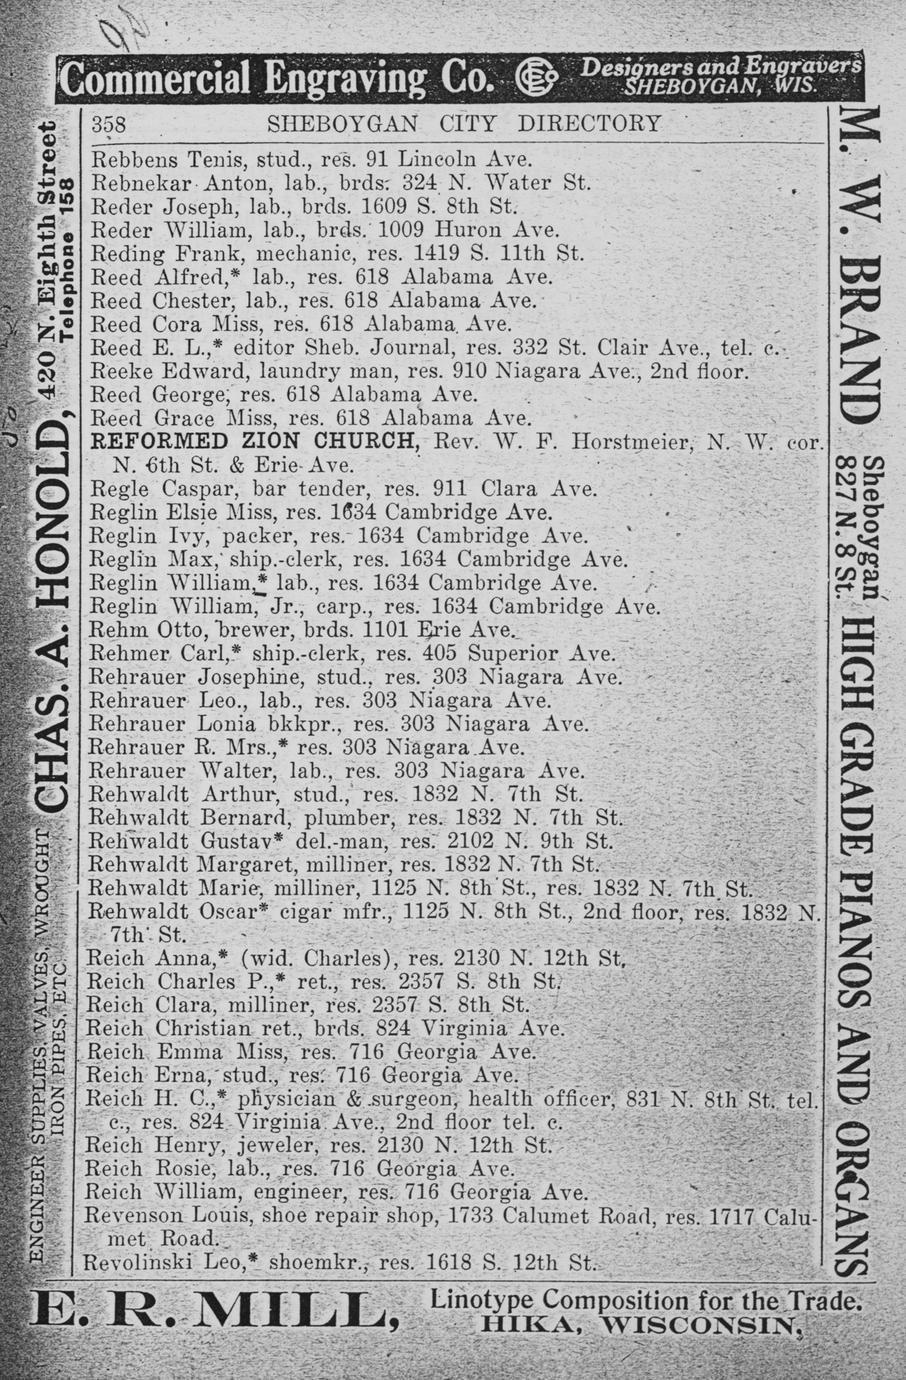 Commercial Engraving Co. CECo Designers and Engravers
SHEBOYGAN, WIS.
358 SHEBOYGAN CITY DIRECTORY
Rebbens Tenis, stud., res. 91 Lincoln Ave.
Rebnekar Anton, lab., brds. 324 N. Water St.
Reder Joseph, lab., brds. 1609 S. 8th St.
Reder William, lab., brds. 1009 Huron Ave.
Reding Frank, mechanic, res. 1419 S. 11th St.
Reed Alfred,* lab., res. 618 Alabama Ave.
Reed Chester, lab., res. 618 Alabama Ave.
Reed Cora Miss, res. 618 Alabama Ave.
Reed E. L.,* editor Sheb. Journal, res. 332 St. Clair Ave., tel. c.
Reeke Edward, laundry man, res. 910 Niagara Ave., 2nd floor.
Reed George, res. 618 Alabama Ave.
Reed Grace Miss, res. 618 Alabama Ave.
REFORMED ZION CHURCH, Rev. W. F. Horstmeier, N. W. cor.
N. 6th St. & Erie Ave.
Regle Caspar, bar tender, res. 911 Clara Ave.
Reglin Elsie Miss, res. 1634 Cambridge Ave.
Reglin Ivy, packer, res. 1634 Cambridge Ave.
Reglin Max, ship.-clerk, res. 1634 Cambridge Ave.
Reglin William,* lab., res. 1634 Cambridge Ave.
Reglin William, Jr., carp., res. 1634 Cambridge Ave.
Rehm Otto, brewer, brds. 1101 Erie Ave.
Rehmer Carl,* ship.-clerk, res. 405 Superior Ave.
Rehrauer Josephine, stud., res. 303 Niagara Ave.
Rehrauer Leo., lab., res. 303 Niagara Ave.
Rehrauer Lonia bkkpr., res. 303 Niagara Ave.
Rehrauer R. Mrs.,* res. 303 Niagara Ave.
Rehrauer Walter, lab., res. 303 Niagara Ave.
Rehwaldt Arthur, stud., res. 1832 N. 7th St.
Rehwaldt Bernard, plumber, res. 1832 N. 7th St.
Rehwaldt Gustav* del.-man, res. 2102 N. 9th St.
Rehwaldt Margaret, milliner, res. 1832 N. 7th St.
Rehwaldt Marie, milliner, 1125 N. 8th St., res. 1832 N. 7th St.
Rehwaldt Oscar* cigar mfr., 1125 N. 8th St., 2nd floor, res. 1832 N.
7th St.
Reich Anna,* (wid. Charles), res. 2130 N. 12th St.
Reich Charles P.,* ret., res. 2357 S. 8th St.
Reich Clara, milliner, res. 2357 S. 8th St.
Reich Christian ret., brds. 824 Virginia Ave.
Reich Emma Miss, res. 716 Georgia Ave.
Reich Erna, stud., res. 716 Georgia Ave.
Reich H. C.,* physician & surgeon, health officer, 831 N. 8th St. tel.
c., res. 824 Virginia Ave., 2nd floor tel. c.
Reich Henry, jeweler, res. 2130 N. 12th St.
Reich Rosie, lab., res. 716 Georgia Ave.
Reich William, engineer, res. 716 Georgia Ave.
Revenson Louis, shoe repair shop, 1733 Calumet Road, res. 1717 Calu-
met Road.
Revolinski Leo,* shoemkr., res. 1618 S. 12th St.
CHAS. A. HONOLD, 420 N. Eighth Street
Telephone 158
ENGINEER SUPPLIES, VALVES, WROUGHT
IRON PIPES, ETC.
M. W. BRAND Sheboygan
827 N. 8 St.
HIGH GRADE PIANOS AND ORGANS
E. R. MILL, Linotype Composition for the Trade.
HIKA, WISCONSIN,